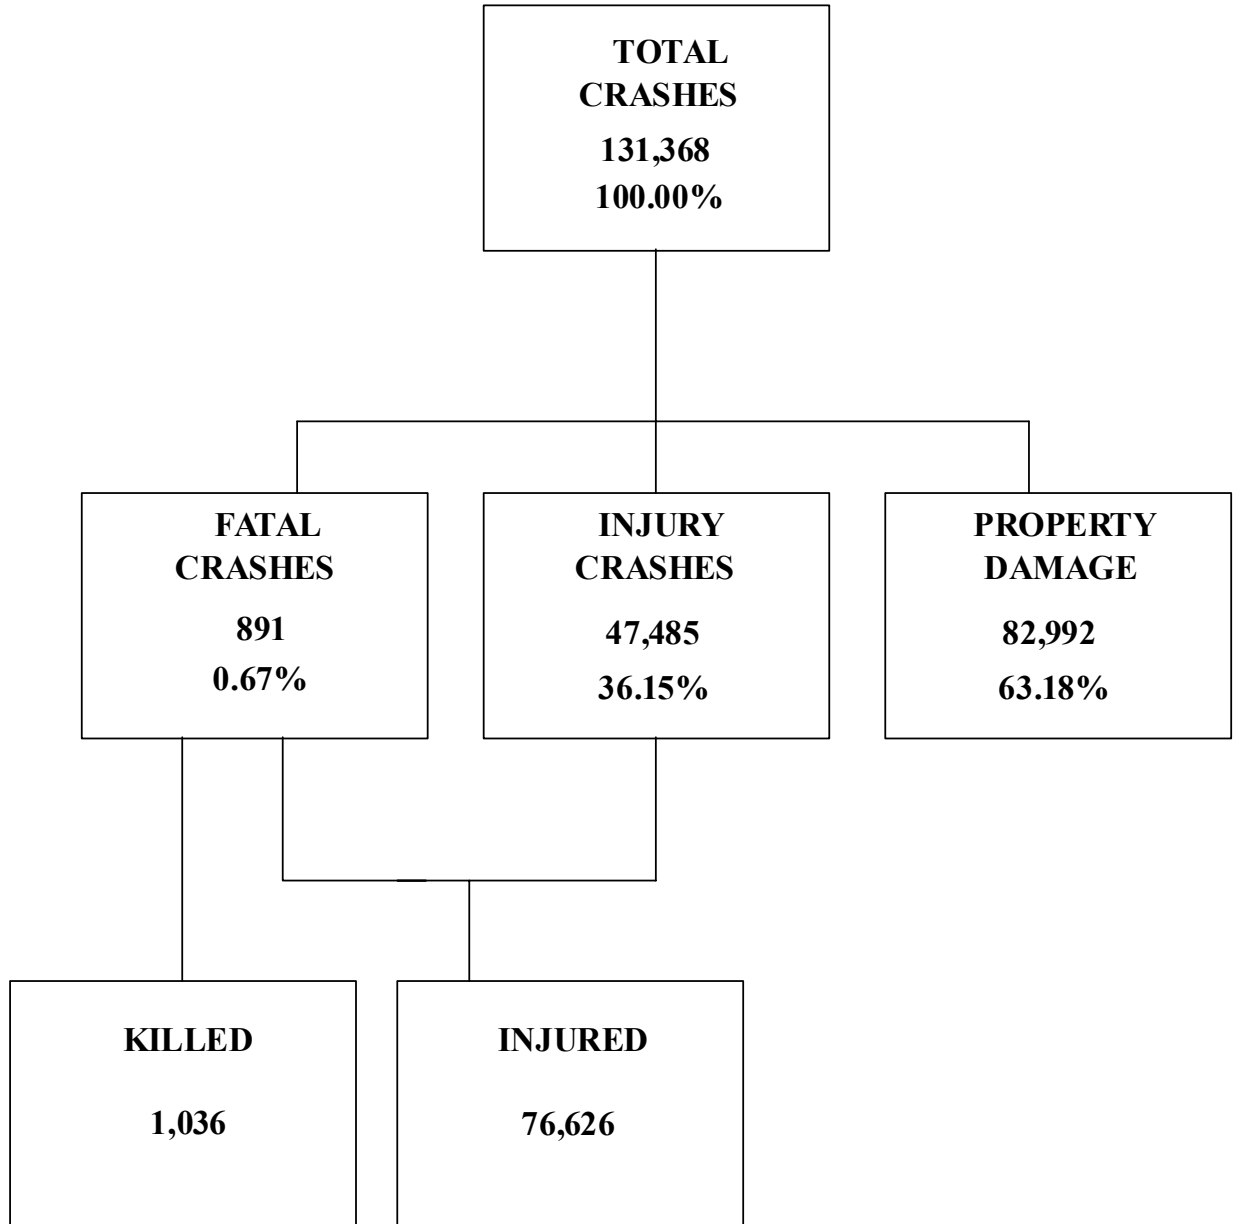 TOTAL
CRASHES
131,368
100.00%
FATAL
CRASHES
891
0.67%
INJURY
CRASHES
47,485
36.15%
PROPERTY
DAMAGE
82,992
63.18%
KILLED
1,036
INJURED
76,626